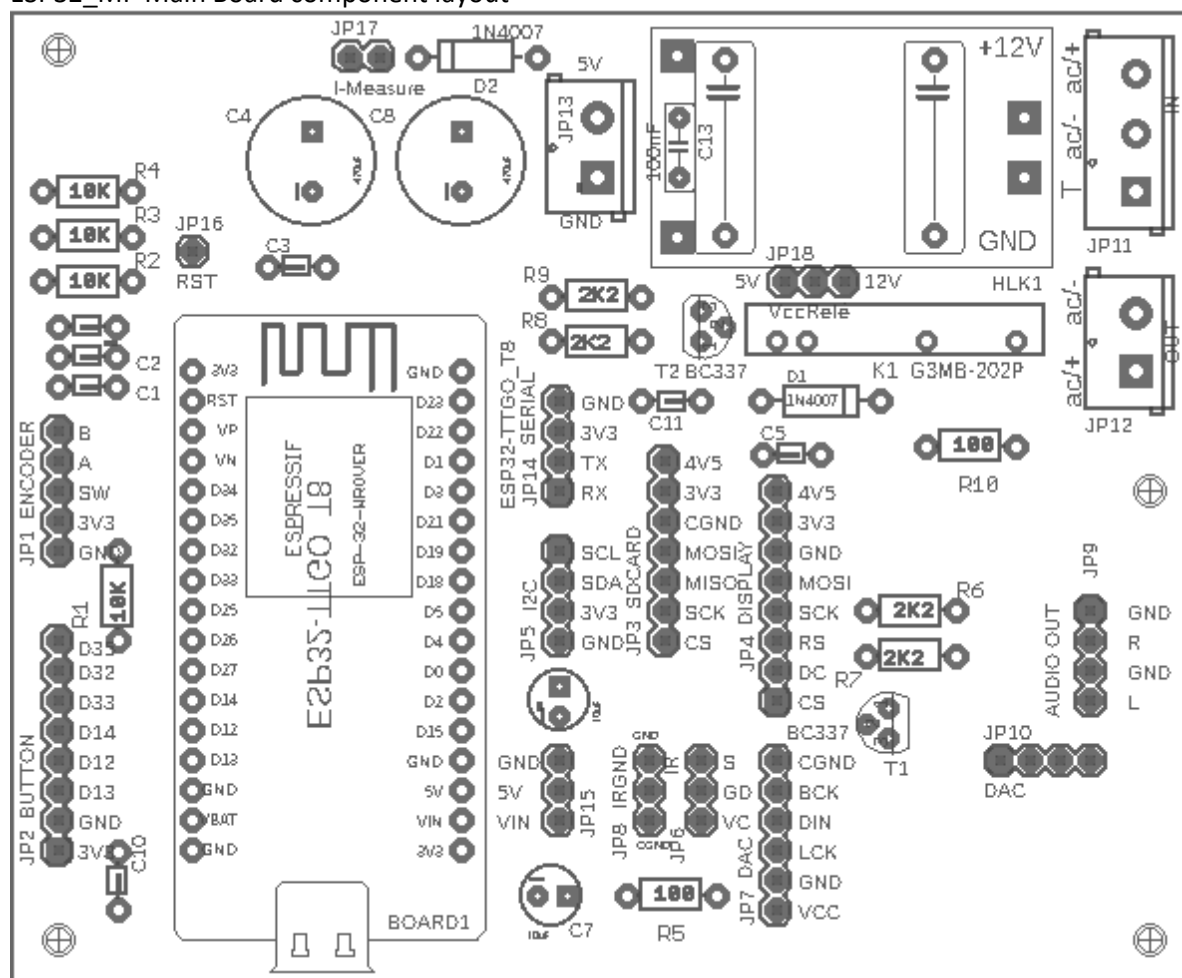 ESP32_MP Main Board component layout
JP17
1N4007
I-Measure
D2
C4
C8
470uF
470uF
5V
JP13
GND
100nF
C13
+12V
GND
HLK1
ac/+
ac/-
T
IN
JP11
R4
10K
R3
10K
R2
10K
JP16
RST
C3
R9
2K2
R8
2K2
JP18
5V
12V
VccRele
T2
BC337
K1
G3MB-202P
ac/-
ac/+
OUT
JP12
C2
C1
D1
1N4007
C11
C5
100
R10
JP1 ENCODER
B
A
SW
3V3
GND
R1
10K
JP2 BUTTON
D35
D32
D33
D14
D12
D13
GND
3V3
C10
3V3
RST
VP
VN
D34
D35
D32
D33
D25
D26
D27
D14
D12
D13
GND
VBAT
GND
ESPRESSIF
ESP-32-WROVER
ESP32-TTGO T8
GND
D23
D22
D1
D3
D21
D19
D18
D5
D4
D0
D2
D15
GND
5V
VIN
3V3
BOARD1
ESP32-TTGO_T8
JP14 SERIAL
GND
3V3
TX
RX
JP5 I2C
SCL
SDA
3V3
GND
JP3 SDCARD
4V5
3V3
CGND
MOSI
MISO
SCK
CS
JP4 DISPLAY
4V5
3V3
GND
MOSI
SCK
RS
DC
CS
R6
2K2
R7
2K2
BC337
T1
JP9
AUDIO OUT
GND
R
GND
L
JP10
DAC
10uF
GND
5V
VIN
JP15
GND
JP8 IRGND
CGND
JP6
IR
S
GD
VC
JP7 DAC
CGND
BCK
DIN
LCK
GND
VCC
10uF
C7
100
R5